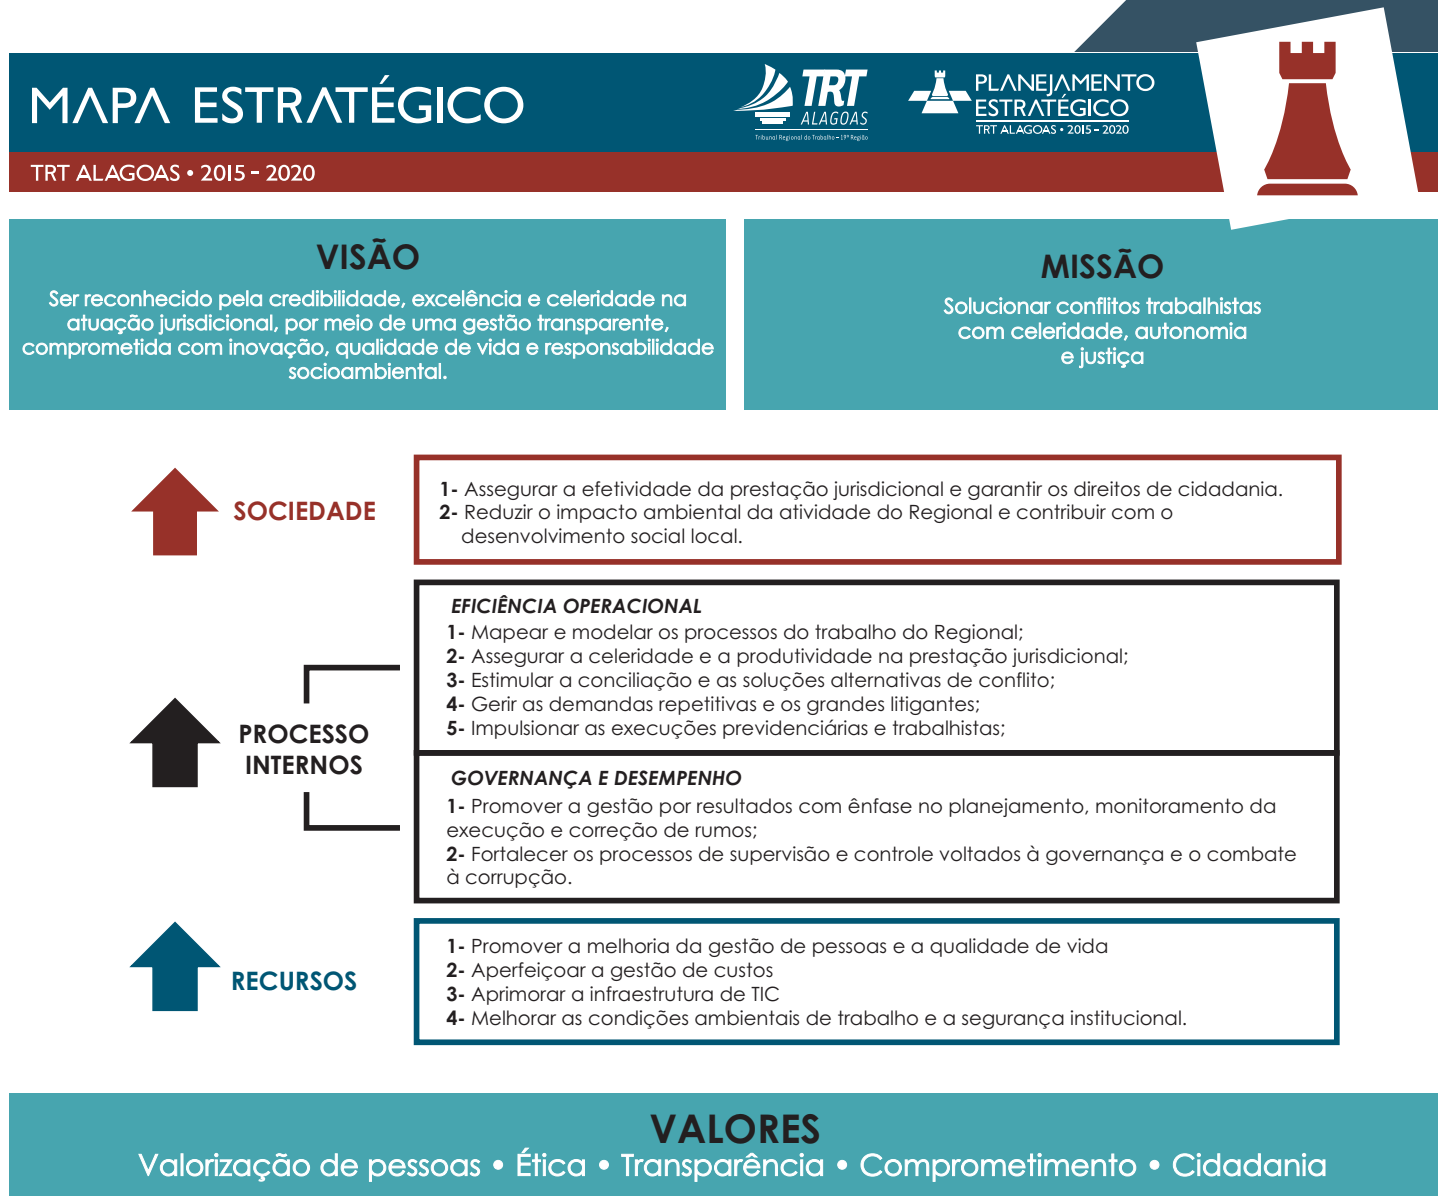 MAPA ESTRATÉGICO
TRT
ALAGOAS
Tribunal Regional do Trabalho - 19ª Região
PLANEJAMENTO
ESTRATÉGICO
TRT ALAGOAS • 2015 - 2020
TRT ALAGOAS • 2015 - 2020
VISÃO
Ser reconhecido pela credibilidade, excelência e celeridade na
atuação jurisdicional, por meio de uma gestão transparente,
comprometida com inovação, qualidade de vida e responsabilidade
socioambiental.
MISSÃO
Solucionar conflitos trabalhistas
com celeridade, autonomia
e justiça
SOCIEDADE
1- Assegurar a efetividade da prestação jurisdicional e garantir os direitos de cidadania.
2- Reduzir o impacto ambiental da atividade do Regional e contribuir com o
desenvolvimento social local.
PROCESSO
INTERNOS
EFICIÊNCIA OPERACIONAL
1- Mapear e modelar os processos do trabalho do Regional;
2- Assegurar a celeridade e a produtividade na prestação jurisdicional;
3- Estimular a conciliação e as soluções alternativas de conflito;
4- Gerir as demandas repetitivas e os grandes litigantes;
5- Impulsionar as execuções previdenciárias e trabalhistas;
GOVERNANÇA E DESEMPENHO
1- Promover a gestão por resultados com ênfase no planejamento, monitoramento da
execução e correção de rumos;
2- Fortalecer os processos de supervisão e controle voltados à governança e o combate
à corrupção.
RECURSOS
1- Promover a melhoria da gestão de pessoas e a qualidade de vida
2- Aperfeiçoar a gestão de custos
3- Aprimorar a infraestrutura de TIC
4- Melhorar as condições ambientais de trabalho e a segurança institucional.
VALORES
Valorização de pessoas • Ética • Transparência • Comprometimento • Cidadania